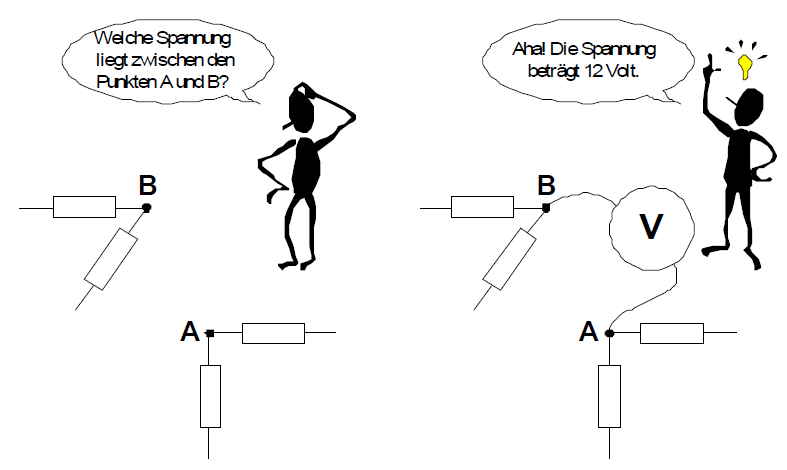 Welche Spannung
liegt zwischen den
Punkten A und B?
Aha! Die Spannung
beträgt 12 Volt.
B
A
B
V
A